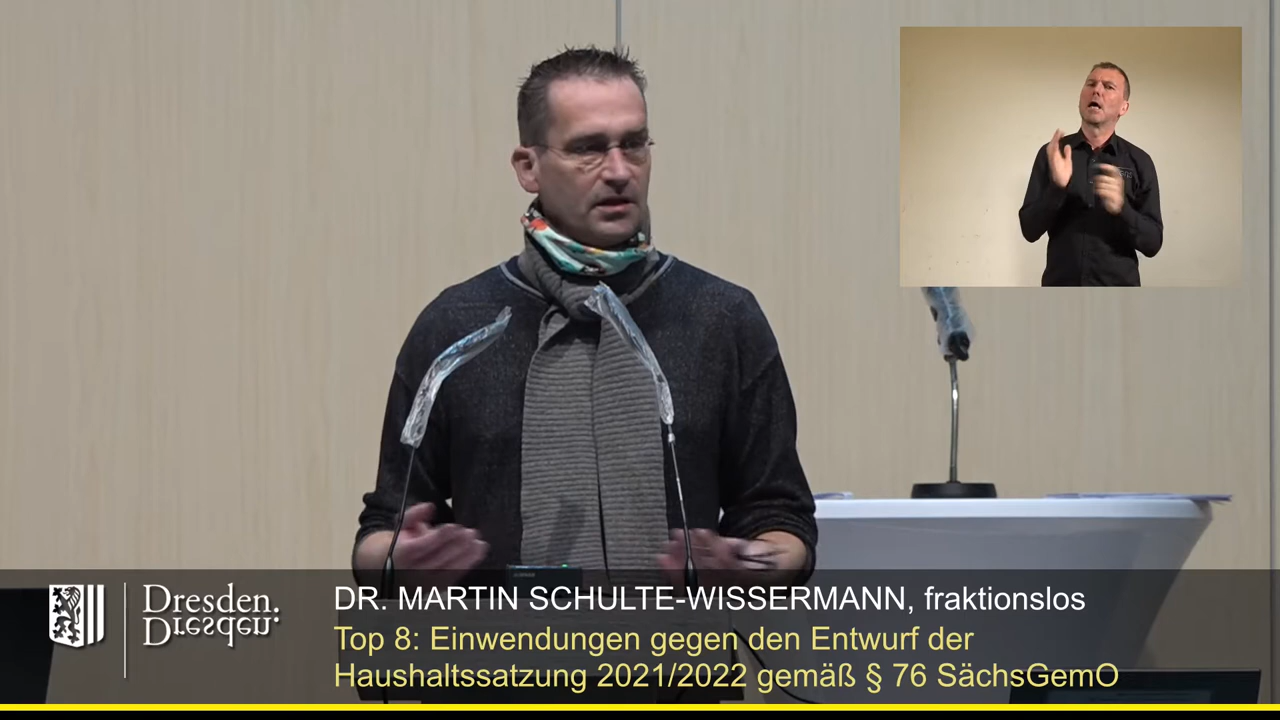 Dresden.
Dresden.
DR. MARTIN SCHULTE-WISSERMANN, fraktionslos
Top 8: Einwendungen gegen den Entwurf der
Haushaltssatzung 2021/2022 gemäß § 76 SächsGemO